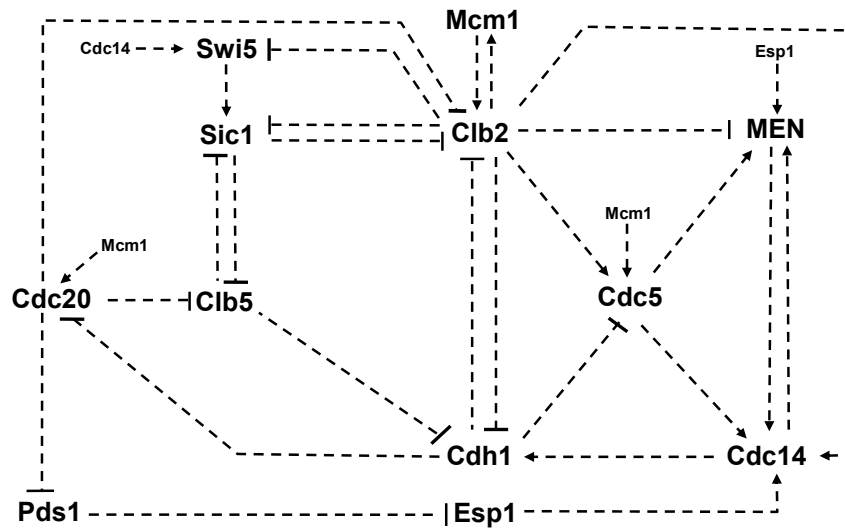 Mcm1
Cdc14
Swi5
Esp1
Sic1
Clb2
MEN
Mcm1
Mcm1
Cdc20
Clb5
Cdc5
Cdh1
Cdc14
Pds1
Esp1